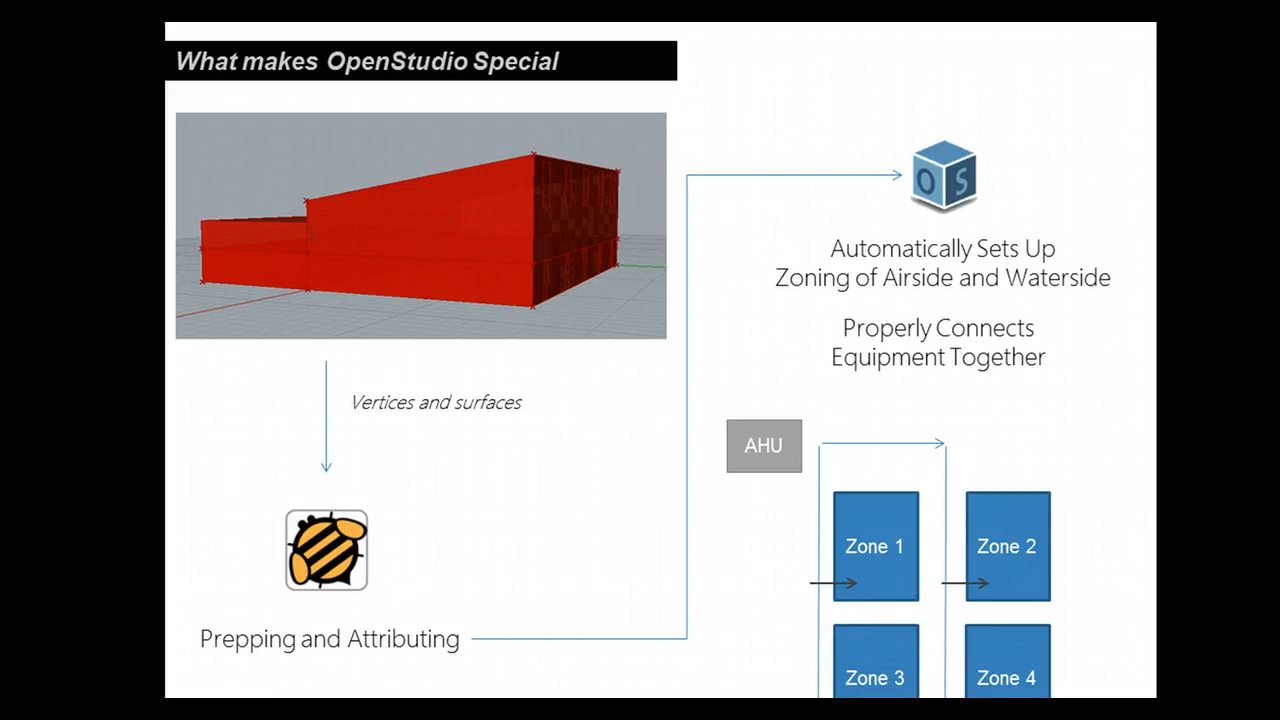 What makes OpenStudio Special
Vertices and surfaces
Prepping and Attributing
OS
Automatically Sets Up
Zoning of Airside and Waterside
Properly Connects
Equipment Together
AHU
Zone 1
Zone 2
Zone 3
Zone 4